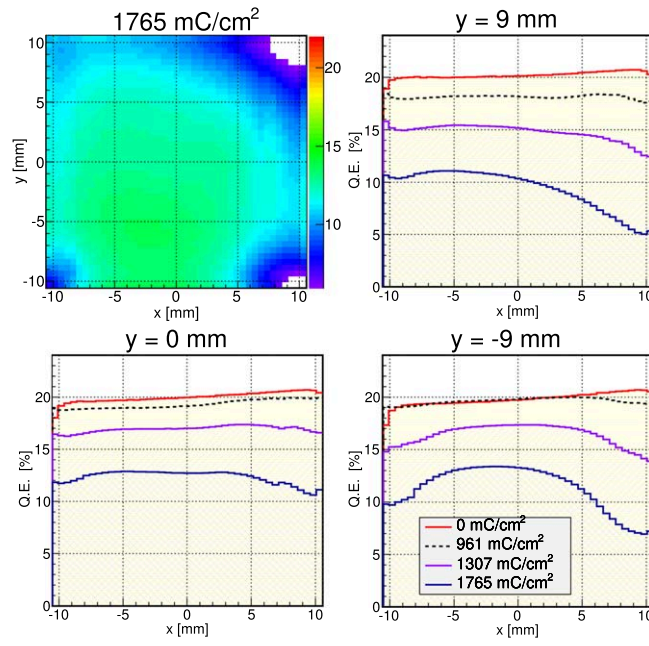 1765 mC/cm²
y [mm]
10
5
0
-5
-10
-10 -5 0 5 10
x [mm]
20
15
10
y = 9 mm
Q.E. [%]
20
15
10
5
0
-10 -5 0 5 10
x [mm]
y = 0 mm
Q.E. [%]
20
15
10
5
0
-10 -5 0 5 10
x [mm]
y = -9 mm
Q.E. [%]
20
15
10
5
0
-10 -5 0 5 10
x [mm]
0 mC/cm²
961 mC/cm²
1307 mC/cm²
1765 mC/cm²